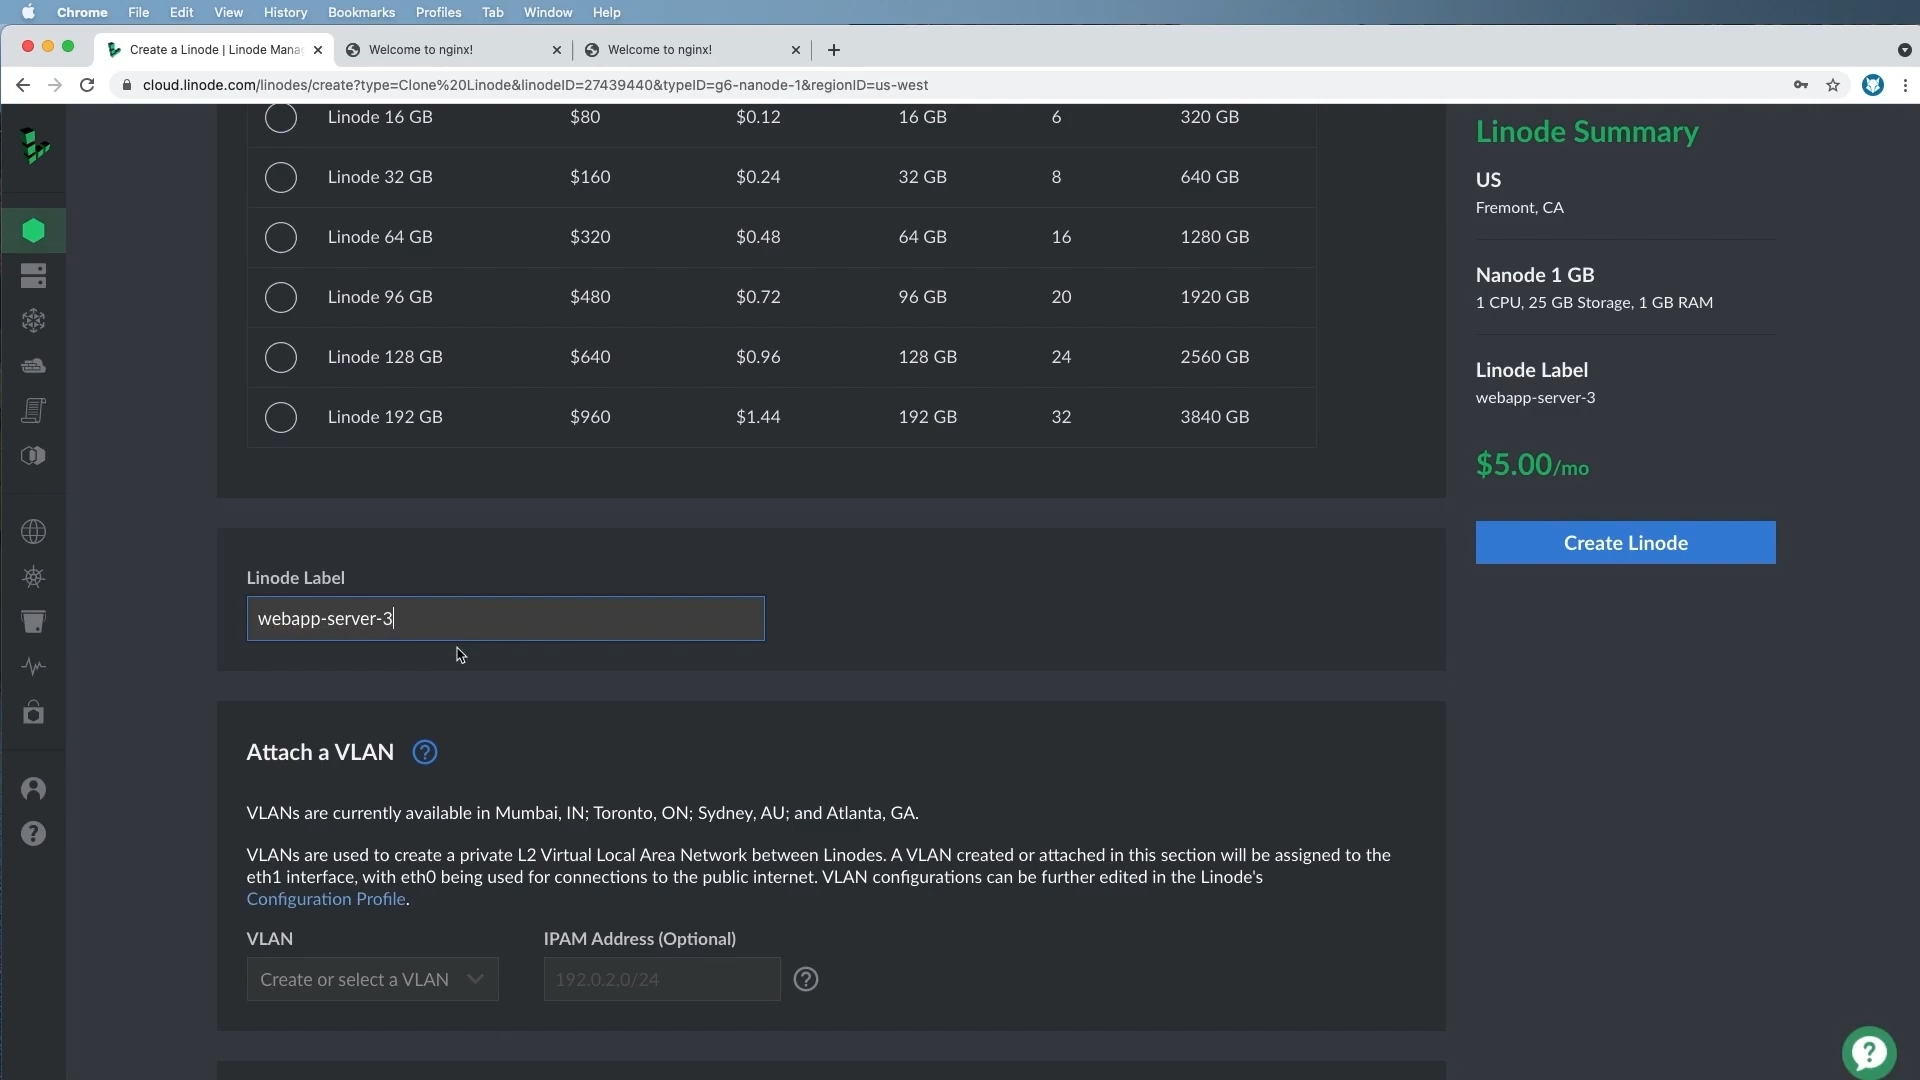 Chrome File Edit View History Bookmarks Profiles Tab Window Help
Create a Linode | Linode Mana
Welcome to nginx!
Welcome to nginx!
cloud.linode.com/linodes/create?type=Clone%20Linode&linodeID=27439440&typeID=g6-nanode-1&regionID=us-west
Linode 16 GB $80 $0.12 16 GB 6 320 GB
Linode 32 GB $160 $0.24 32 GB 8 640 GB
Linode 64 GB $320 $0.48 64 GB 16 1280 GB
Linode 96 GB $480 $0.72 96 GB 20 1920 GB
Linode 128 GB $640 $0.96 128 GB 24 2560 GB
Linode 192 GB $960 $1.44 192 GB 32 3840 GB
Linode Label
webapp-server-3
Attach a VLAN ?
VLANs are currently available in Mumbai, IN; Toronto, ON; Sydney, AU; and Atlanta, GA.
VLANs are used to create a private L2 Virtual Local Area Network between Linodes. A VLAN created or attached in this section will be assigned to the
eth1 interface, with eth0 being used for connections to the public internet. VLAN configurations can be further edited in the Linode's
Configuration Profile.
VLAN IPAM Address (Optional)
Create or select a VLAN 192.0.2.0/24 ?
Linode Summary
US
Fremont, CA
Nanode 1 GB
1 CPU, 25 GB Storage, 1 GB RAM
Linode Label
webapp-server-3
$5.00/mo
Create Linode